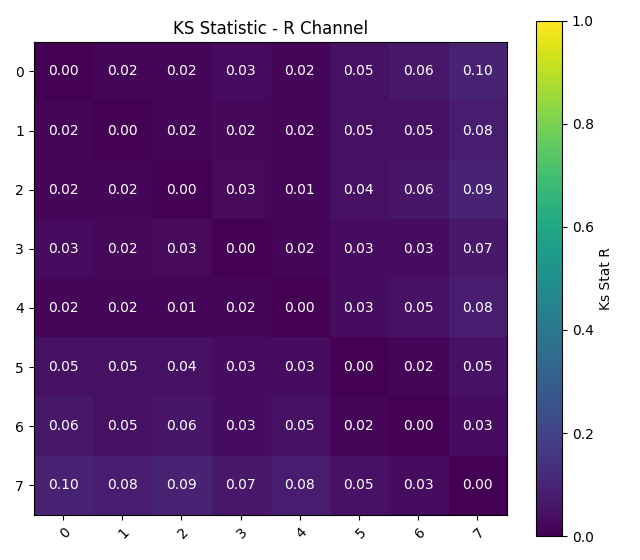 KS Statistic - R Channel
0 0.00 0.02 0.02 0.03 0.02 0.05 0.06 0.10
1 0.02 0.00 0.02 0.02 0.02 0.05 0.05 0.08
2 0.02 0.02 0.00 0.03 0.01 0.04 0.06 0.09
3 0.03 0.02 0.03 0.00 0.02 0.03 0.03 0.07
4 0.02 0.02 0.01 0.02 0.00 0.03 0.05 0.08
5 0.05 0.05 0.04 0.03 0.03 0.00 0.02 0.05
6 0.06 0.05 0.06 0.03 0.05 0.02 0.00 0.03
7 0.10 0.08 0.09 0.07 0.08 0.05 0.03 0.00
0 1 2 3 4 5 6 7
1.0
0.8
0.6
0.4
0.2
0.0
Ks Stat R